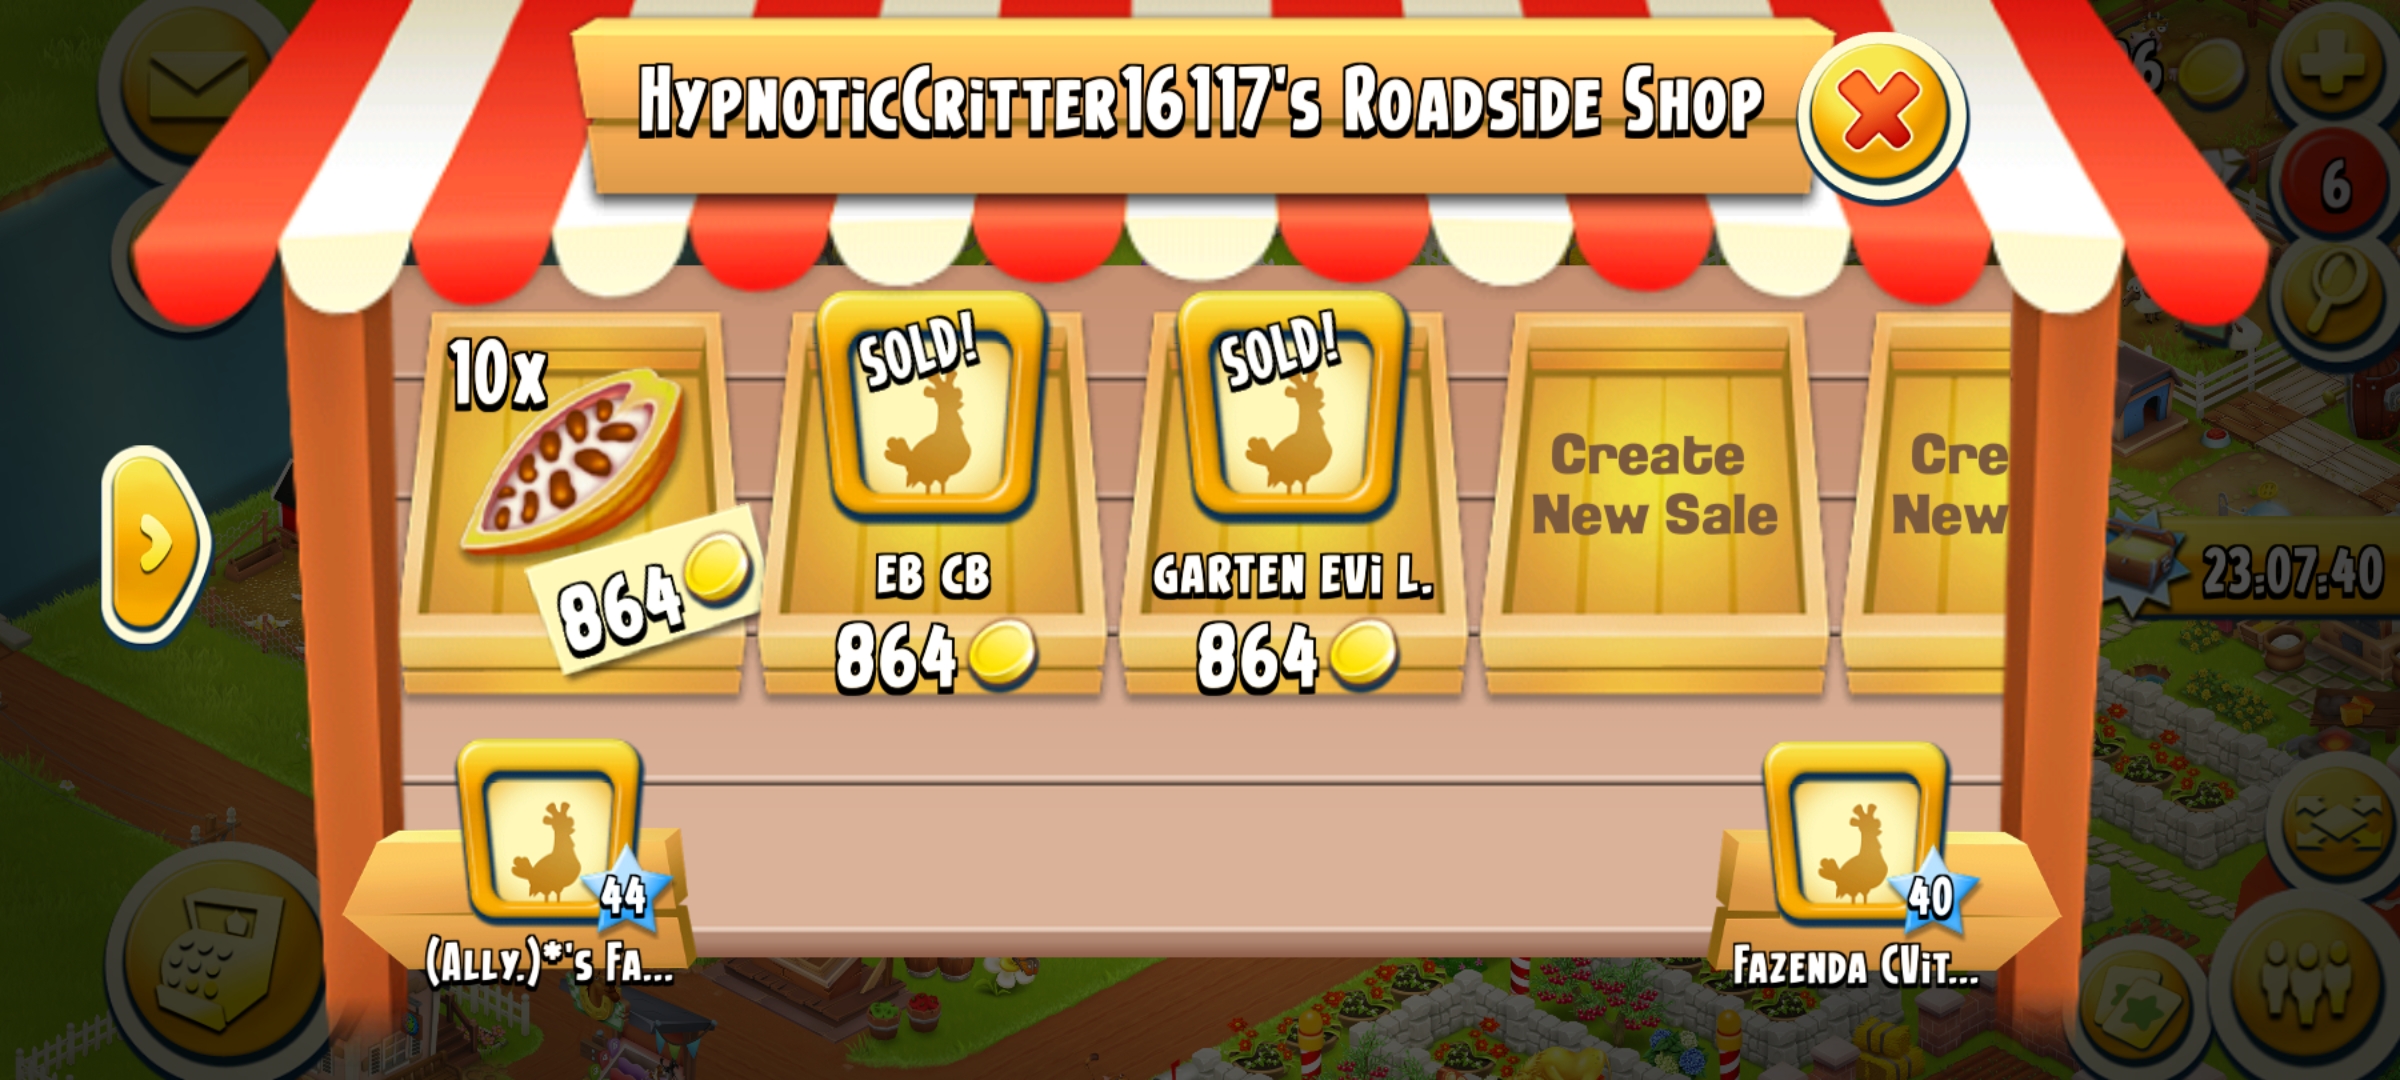 HypnoticCritter16117's Roadside Shop
6
10x
864
SOLD!
EB CB
864
SOLD!
GARTEN EVi L.
864
Create
New Sale
Cre
New
23:07:40
44
(Ally.)*'s Fa...
40
Fazenda CVit...